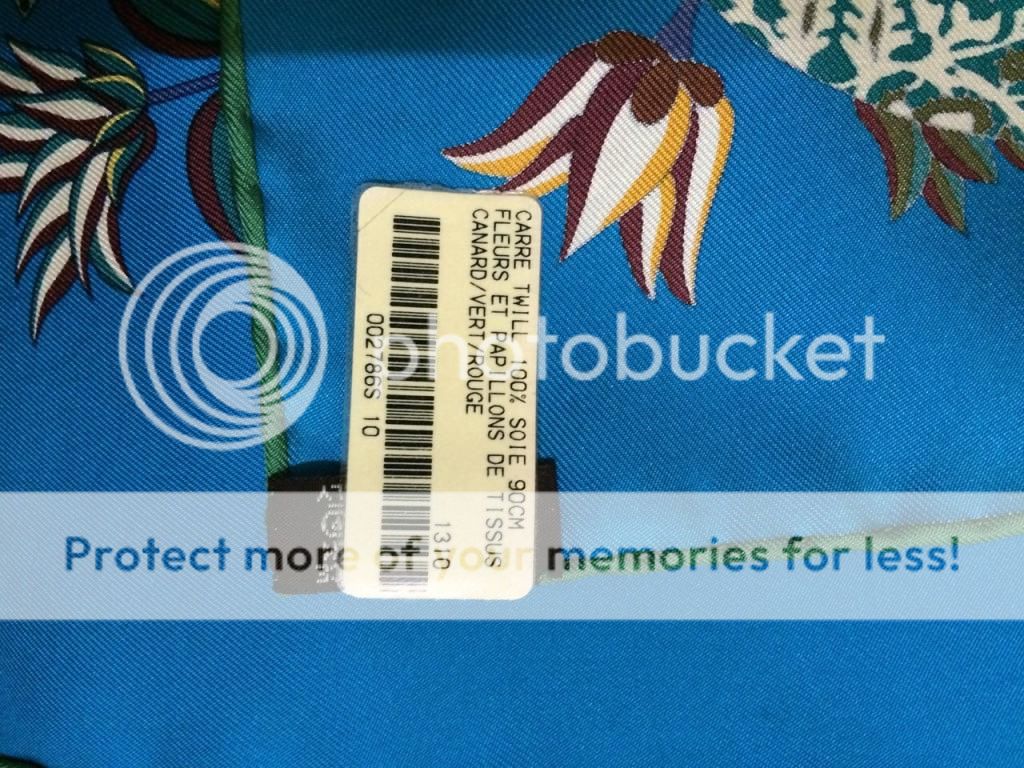 CARRE TWILL 100% SOIE 90CM
FLEURS ET PAPILLONS DE TISSUS
CANARD/VERT/ROUGE
1310
002786S 10
photobucket
Protect more of your memories for less!